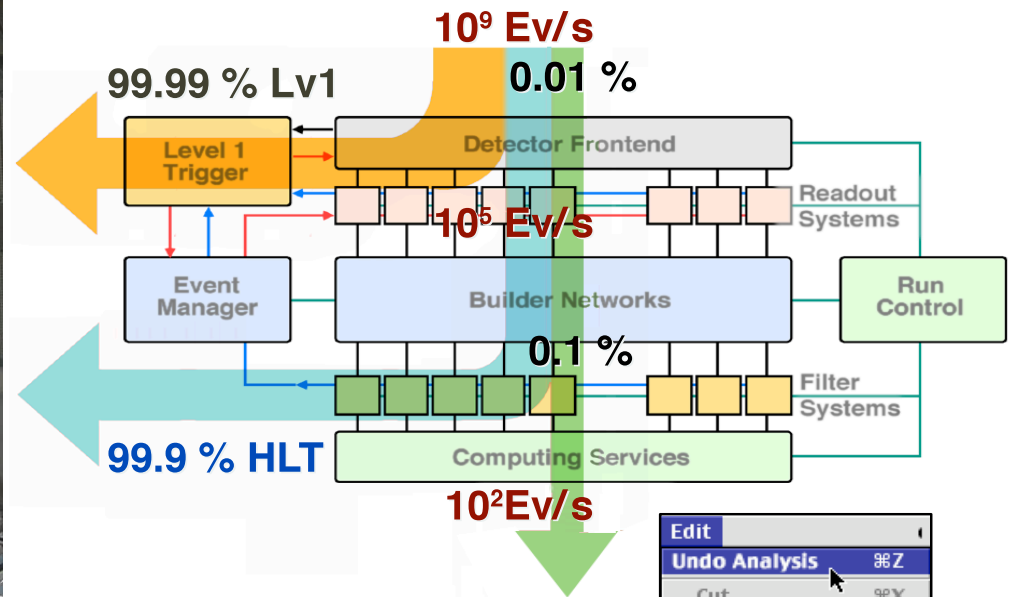 10⁹ Ev/s
99.99 % Lv1
0.01 %
Level 1
Trigger
Detector Frontend
Readout
Systems
10⁵ Ev/s
Event
Manager
Builder Networks
Run
Control
0.1 %
Filter
Systems
99.9 % HLT
Computing Services
10²Ev/s
Edit
Undo Analysis ⌘Z
Cut ⌘X